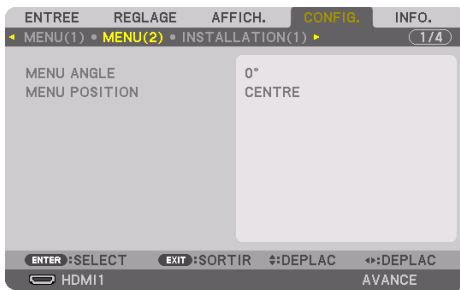 ENTREE REGLAGE AFFICH. CONFIG. INFO.
MENU(1) • MENU(2) • INSTALLATION(1) 1/4
MENU ANGLE 0°
MENU POSITION CENTRE
ENTER:SELECT EXIT:SORTIR :DEPLAC :DEPLAC
HDMI1 AVANCE